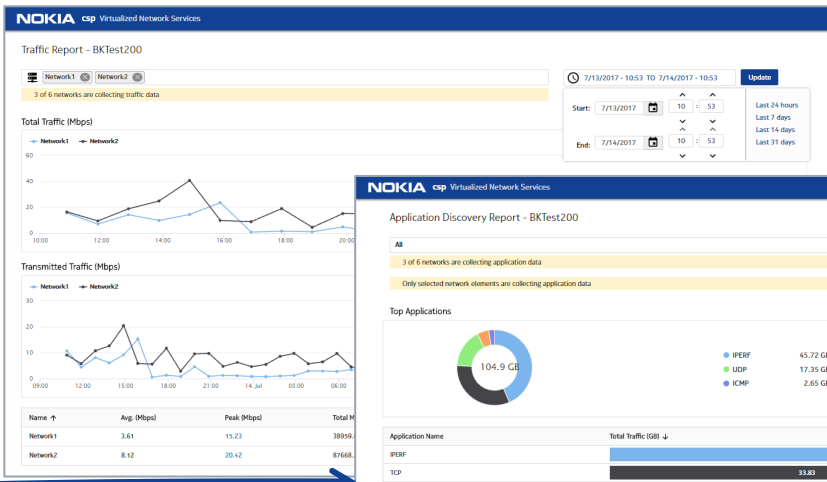 NOKIA csp Virtualized Network Services
Traffic Report - BKTest200
Network1 Network2
3 of 6 networks are collecting traffic data
7/13/2017 - 10:53 TO 7/14/2017 - 10:53 Update
Start: 7/13/2017 10 : 53
End: 7/14/2017 10 : 53
Last 24 hours
Last 7 days
Last 14 days
Last 31 days
Total Traffic (Mbps)
Network1 Network2
60
40
20
0
10:00 12:00 14:00 16:00 18:00 20:00
Transmitted Traffic (Mbps)
Network1 Network2
30
20
10
0
09:00 12:00 15:00 18:00 21:00 14. Jul 03:00 06:00
Name Avg. (Mbps) Peak (Mbps) Total M
Network1 3.61 15.23 38959.
Network2 8.12 20.42 87668.
NOKIA csp Virtualized Network Services
Application Discovery Report - BKTest200
All
3 of 6 networks are collecting application data
Only selected network elements are collecting application data
Top Applications
104.9 GB
IPERF 45.72 GB
UDP 17.35 GB
ICMP 2.65 GB
Application Name Total Traffic (GB)
IPERF
TCP 33.83